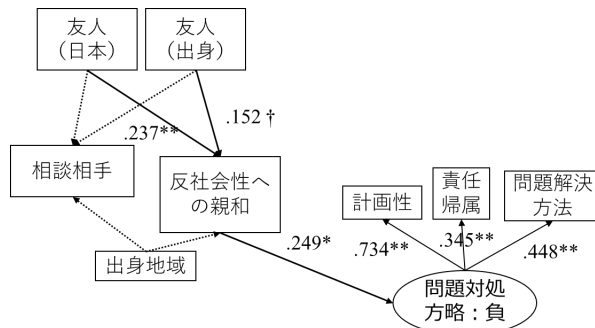 友人
（日本）
友人
（出身）
.237**
.152 †
相談相手
反社会性へ
の親和
計画性
責任
帰属
問題解決
方法
出身地域
.249*
.734**
.345**
.448**
問題対処
方略：負